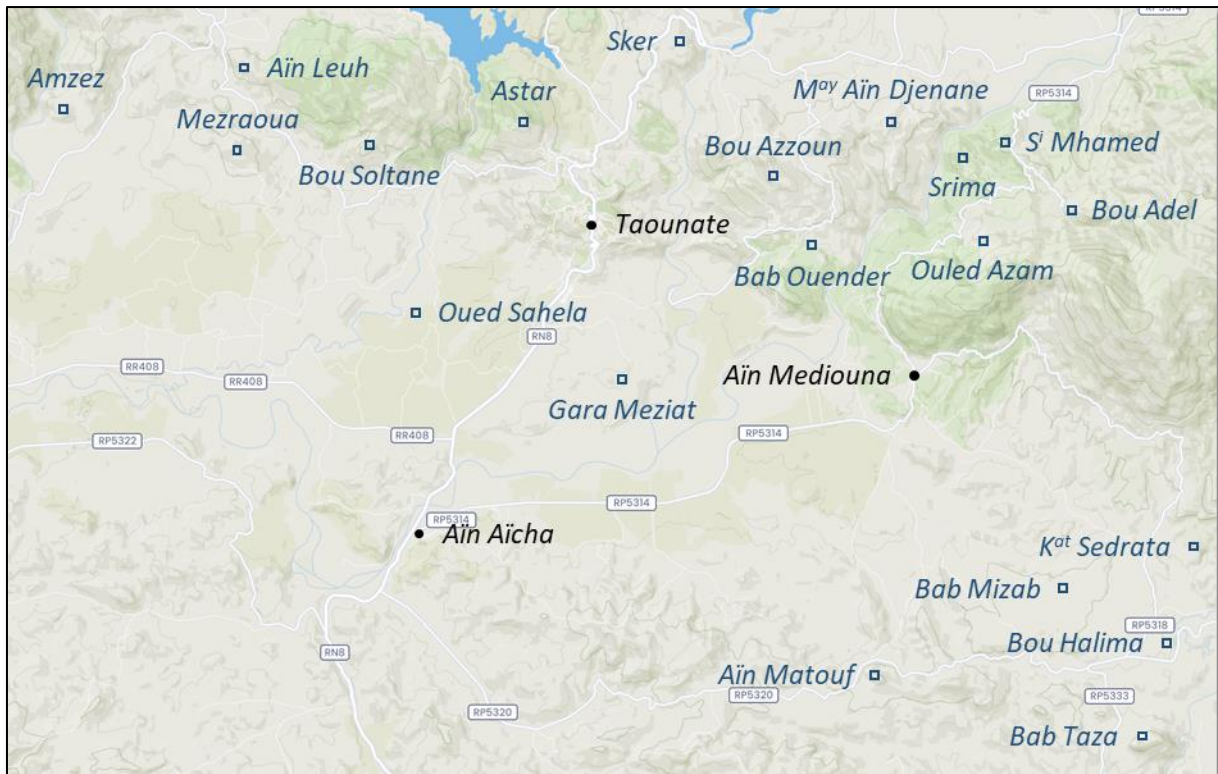 RP5314
Sker
Aïn Leuh
Amzez
Astar
Mᵃʸ Aïn Djenane
RP5314
Mezraoua
Bou Azzoun
Sⁱ Mhamed
Bou Soltane
Srima
Bou Adel
Taounate
Bab Ouender
Ouled Azam
Oued Sahela
RN8
RR408
RR408
Aïn Mediouna
Gara Meziat
RP5322
RR408
RP5314
RP5314
RP5314
Aïn Aïcha
Kᵃᵗ Sedrata
Bab Mizab
RP5318
Bou Halima
RN8
Aïn Matouf
RP5320
RP5333
RP5320
Bab Taza